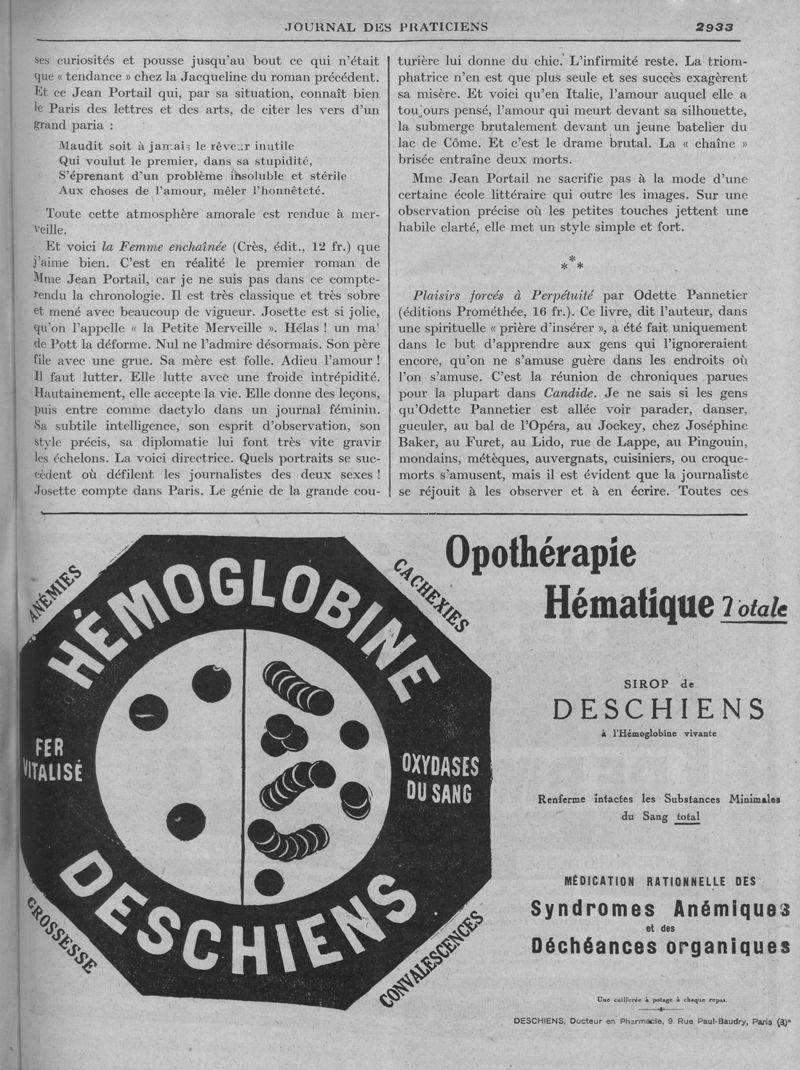 JOURNAL DES PRATICIENS
2933
ses curiosités et pousse jusqu'au bout ce qui n'était
que « tendance » chez la Jacqueline du roman précédent.
Et ce Jean Portail qui, par sa situation, connaît bien
le Paris des lettres et des arts, de citer les vers d'un
grand paria :
Maudit soit à jamais le rêveur inutile
Qui voulut le premier, dans sa stupidité,
S'éprenant d'un problème insoluble et stérile
Aux choses de l'amour, mêler l'honnêteté.
Toute cette atmosphère amorale est rendue à mer-
veille.
Et voici la Femme enchaînée (Crès, édit., 12 fr.) que
j'aime bien. C'est en réalité le premier roman de
Mme Jean Portail, car je ne suis pas dans ce compte-
rendu la chronologie. Il est très classique et très sobre
et mené avec beaucoup de vigueur. Josette est si jolie,
qu'on l'appelle « la Petite Merveille ». Hélas ! un mal
de Pott la déforme. Nul ne l'admire désormais. Son père
file avec une grue. Sa mère est folle. Adieu l'amour !
Il faut lutter. Elle lutte avec une froide intrépidité.
Hautainement, elle accepte la vie. Elle donne des leçons,
puis entre comme dactylo dans un journal féminin.
Sa subtile intelligence, son esprit d'observation, son
style précis, sa diplomatie lui font très vite gravir
les échelons. La voici directrice. Quels portraits se suc-
cèdent où défilent les journalistes des deux sexes !
Josette compte dans Paris. Le génie de la grande cou-
turière lui donne du chic. L'infirmité reste. La triom-
phatrice n'en est que plus seule et ses succès exagèrent
sa misère. Et voici qu'en Italie, l'amour auquel elle a
toujours pensé, l'amour qui meurt devant sa silhouette,
la submerge brutalement devant un jeune batelier du
lac de Côme. Et c'est le drame brutal. La « chaîne »
brisée entraîne deux morts.
Mme Jean Portail ne sacrifie pas à la mode d'une
certaine école littéraire qui outre les images. Sur une
observation précise où les petites touches jettent une
habile clarté, elle met un style simple et fort.
*
* *
Plaisirs forcés à Perpétuité par Odette Pannetier
(éditions Prométhée, 16 fr.). Ce livre, dit l'auteur, dans
une spirituelle « prière d'insérer », a été fait uniquement
dans le but d'apprendre aux gens qui l'ignoreraient
encore, qu'on ne s'amuse guère dans les endroits où
l'on s'amuse. C'est la réunion de chroniques parues
pour la plupart dans Candide. Je ne sais si les gens
qu'Odette Pannetier est allée voir parader, danser,
gueuler, au bal de l'Opéra, au Jockey, chez Joséphine
Baker, au Furet, au Lido, rue de Lappe, au Pingouin,
mondains, métèques, auvergnats, cuisiniers, ou croque-
morts s'amusent, mais il est évident que la journaliste
se réjouit à les observer et à en écrire. Toutes ces
ANÉMIES
CACHEXIES
HÉMOGLOBINE
FER
VITALISÉ
OXYDASES
DU SANG
DESCHIENS
GROSSESSE
CONVALESCENCES
Opothérapie
Hématique Totale
SIROP de
DESCHIENS
à l'Hémoglobine vivante
Renferme intactes les Substances Minimales
du Sang total
MÉDICATION RATIONNELLE DES
Syndromes Anémiques
et des
Déchéances organiques
Une cuillerée à potage à chaque repas.
DESCHIENS, Docteur en Pharmacie, 9 Rue Paul-Baudry, Paris (8)ᵉ